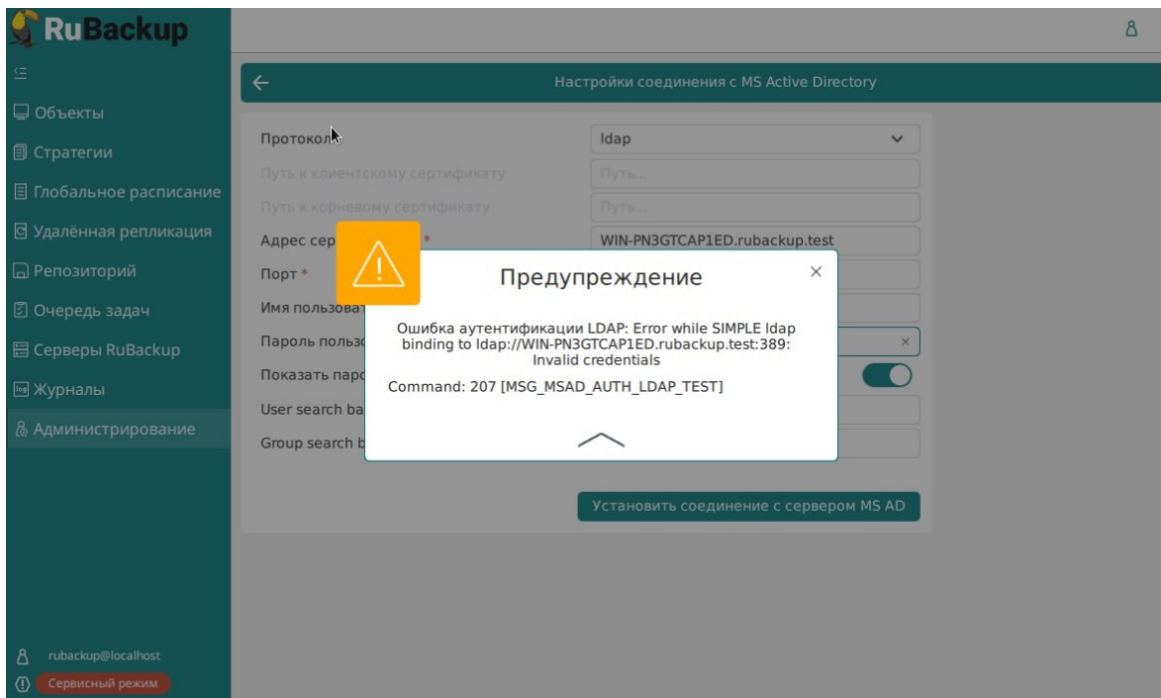 RuBackup
Объекты
Стратегии
Глобальное расписание
Удалённая репликация
Репозиторий
Очередь задач
Серверы RuBackup
Журналы
Администрирование
rubackup@localhost
Сервисный режим
Настройки соединения с MS Active Directory
Протокол ldap
Путь к клиентскому сертификату Путь...
Путь к корневому сертификату Путь...
Адрес сер * WIN-PN3GTCAP1ED.rubackup.test
Порт *
Имя пользоват
Пароль польз
Показать паро
User search ba
Group search b
Предупреждение
Ошибка аутентификации LDAP: Error while SIMPLE ldap
binding to ldap://WIN-PN3GTCAP1ED.rubackup.test:389:
Invalid credentials
Command: 207 [MSG_MSAD_AUTH_LDAP_TEST]
Установить соединение с сервером MS AD